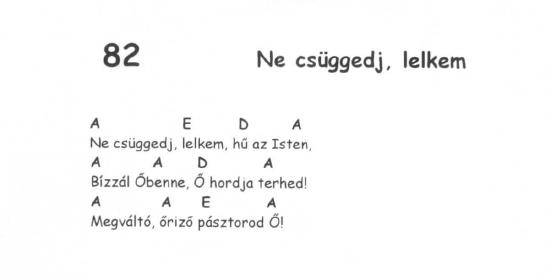 82 Ne csüggedj, lelkem
A E D A
Ne csüggedj, lelkem, hű az Isten,
A A D A
Bízzál Őbenne, Ő hordja terhed!
A A E A
Megváltó, őriző pásztorod Ő!